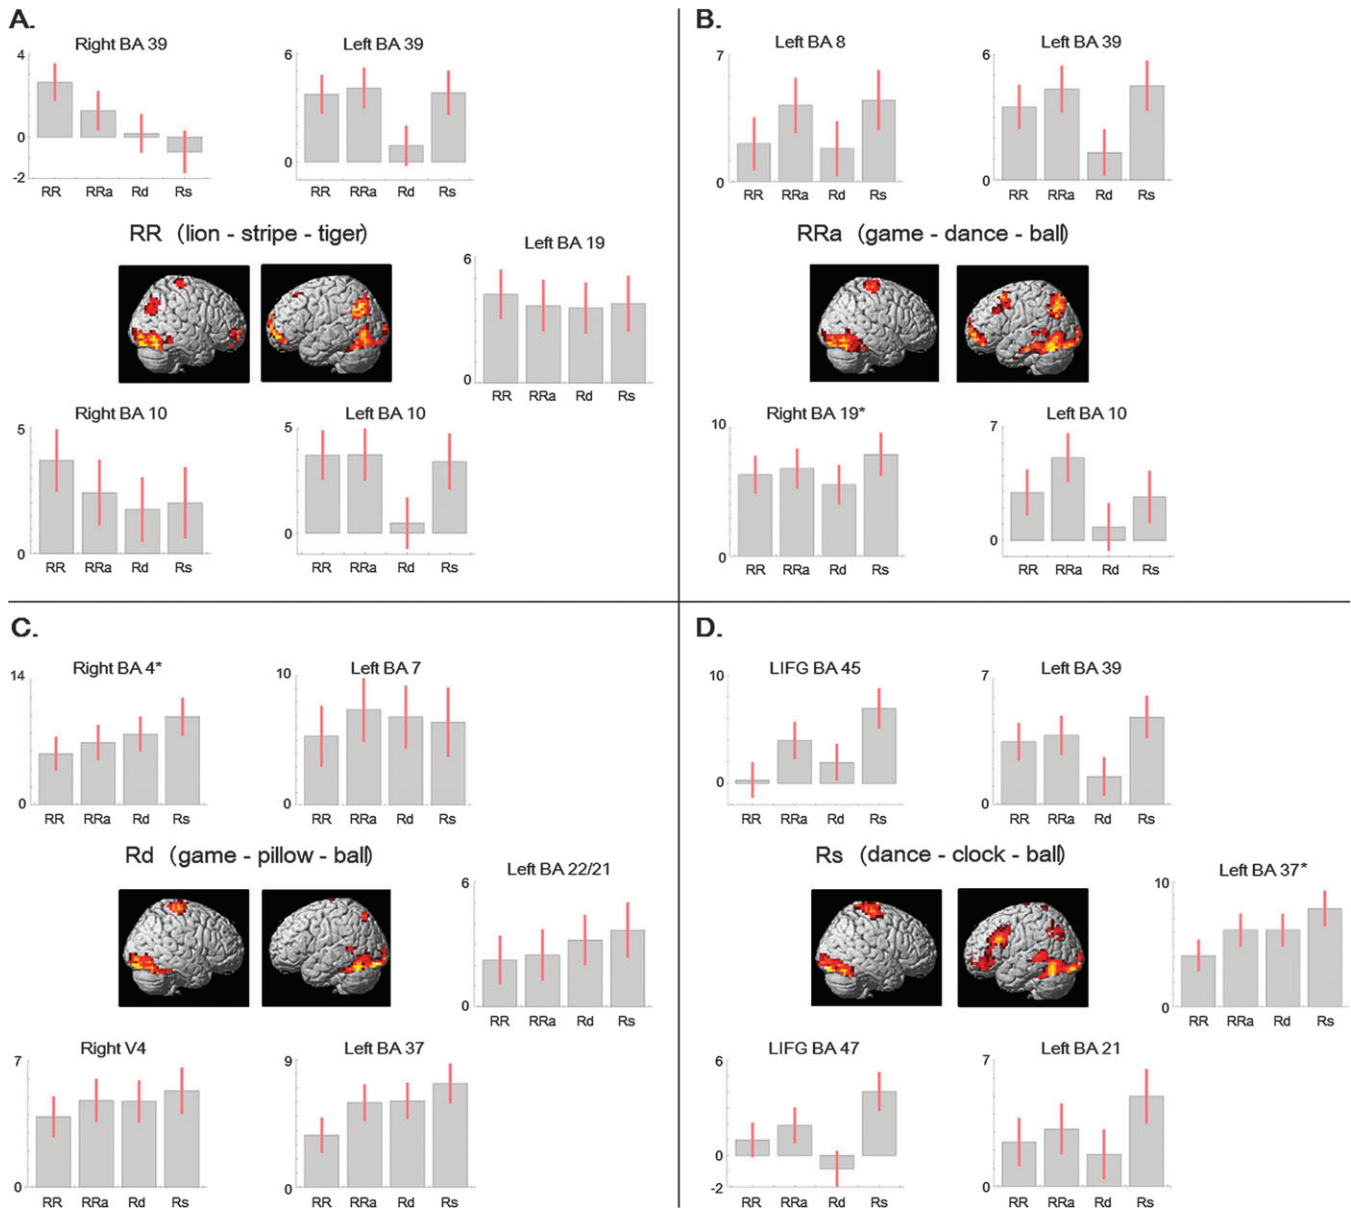 A.
Right BA 39
4
0
-2
RR RRa Rd Rs
Left BA 39
6
0
RR RRa Rd Rs
RR (lion - stripe - tiger)
Left BA 19
6
0
RR RRa Rd Rs
Right BA 10
5
0
RR RRa Rd Rs
Left BA 10
5
0
RR RRa Rd Rs
B.
Left BA 8
7
0
RR RRa Rd Rs
Left BA 39
6
0
RR RRa Rd Rs
RRa (game - dance - ball)
Right BA 19*
10
0
RR RRa Rd Rs
Left BA 10
7
0
RR RRa Rd Rs
C.
Right BA 4*
14
0
RR RRa Rd Rs
Left BA 7
10
0
RR RRa Rd Rs
Rd (game - pillow - ball)
Left BA 22/21
6
0
RR RRa Rd Rs
Right V4
7
0
RR RRa Rd Rs
Left BA 37
9
0
RR RRa Rd Rs
D.
LIFG BA 45
10
0
RR RRa Rd Rs
Left BA 39
7
0
RR RRa Rd Rs
Rs (dance - clock - ball)
Left BA 37*
10
0
RR RRa Rd Rs
LIFG BA 47
6
0
-2
RR RRa Rd Rs
Left BA 21
7
0
RR RRa Rd Rs